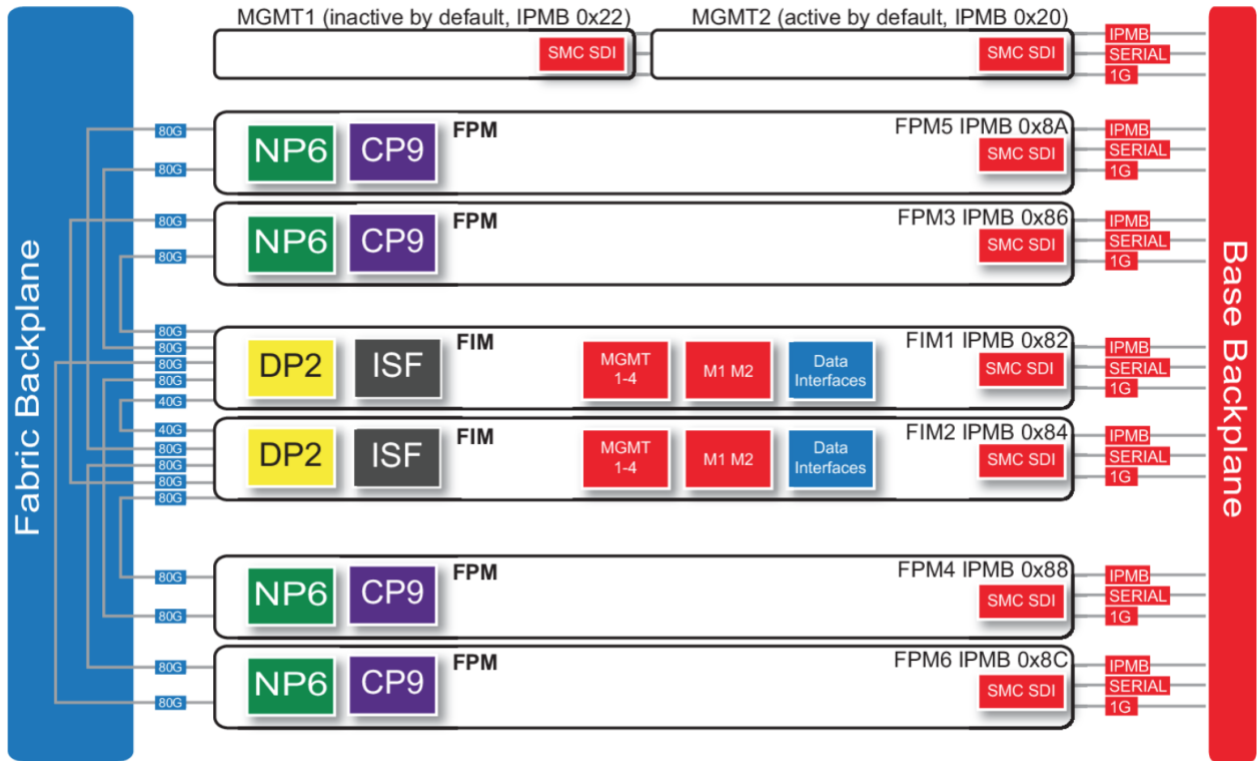 MGMT1 (inactive by default, IPMB 0x22)
MGMT2 (active by default, IPMB 0x20)
SMC SDI
SMC SDI
IPMB
SERIAL
1G
Fabric Backplane
Base Backplane
80G
80G
NP6
CP9
FPM
FPM5 IPMB 0x8A
SMC SDI
IPMB
SERIAL
1G
80G
80G
NP6
CP9
FPM
FPM3 IPMB 0x86
SMC SDI
IPMB
SERIAL
1G
80G
80G
80G
80G
40G
DP2
ISF
FIM
MGMT
1-4
M1 M2
Data
Interfaces
FIM1 IPMB 0x82
SMC SDI
IPMB
SERIAL
1G
40G
80G
80G
80G
80G
DP2
ISF
FIM
MGMT
1-4
M1 M2
Data
Interfaces
FIM2 IPMB 0x84
SMC SDI
IPMB
SERIAL
1G
80G
80G
NP6
CP9
FPM
FPM4 IPMB 0x88
SMC SDI
IPMB
SERIAL
1G
80G
80G
NP6
CP9
FPM
FPM6 IPMB 0x8C
SMC SDI
IPMB
SERIAL
1G